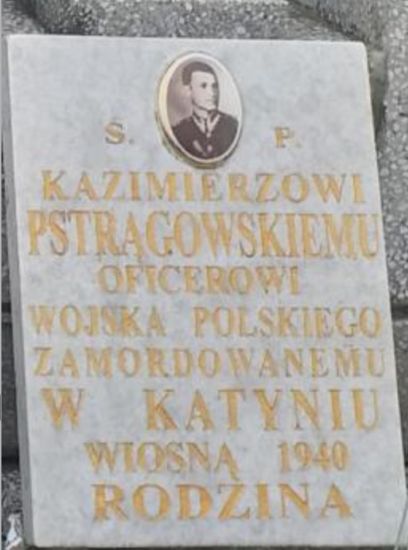 S. P.
KAZIMIERZOWI
PSTRĄGOWSKIEMU
OFICEROWI
WOJSKA POLSKIEGO
ZAMORDOWANEMU
W KATYNIU
WIOSNĄ 1940
RODZINA